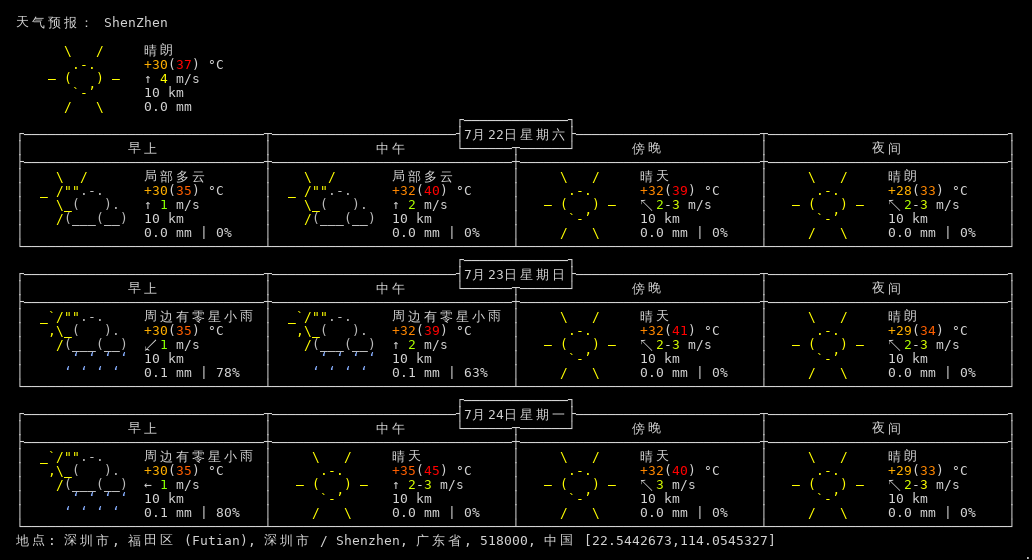 天气预报： ShenZhen
晴朗
+30(37) °C
↑ 4 m/s
10 km
0.0 mm
7月22日星期六
早上 中午 傍晚 夜间
局部多云 局部多云 晴天 晴朗
+30(35) °C +32(40) °C +32(39) °C +28(33) °C
↑ 1 m/s ↑ 2 m/s ↖ 2-3 m/s ↖ 2-3 m/s
10 km 10 km 10 km 10 km
0.0 mm | 0% 0.0 mm | 0% 0.0 mm | 0% 0.0 mm | 0%
7月23日星期日
早上 中午 傍晚 夜间
周边有零星小雨 周边有零星小雨 晴天 晴朗
+30(35) °C +32(39) °C +32(41) °C +29(34) °C
↙ 1 m/s ↑ 2 m/s ↖ 2-3 m/s ↖ 2-3 m/s
10 km 10 km 10 km 10 km
0.1 mm | 78% 0.1 mm | 63% 0.0 mm | 0% 0.0 mm | 0%
7月24日星期一
早上 中午 傍晚 夜间
周边有零星小雨 晴天 晴天 晴朗
+30(35) °C +35(45) °C +32(40) °C +29(33) °C
← 1 m/s ↑ 2-3 m/s ↖ 3 m/s ↖ 2-3 m/s
10 km 10 km 10 km 10 km
0.1 mm | 80% 0.0 mm | 0% 0.0 mm | 0% 0.0 mm | 0%
地点: 深圳市, 福田区 (Futian), 深圳市 / Shenzhen, 广东省, 518000, 中国 [22.5442673,114.0545327]